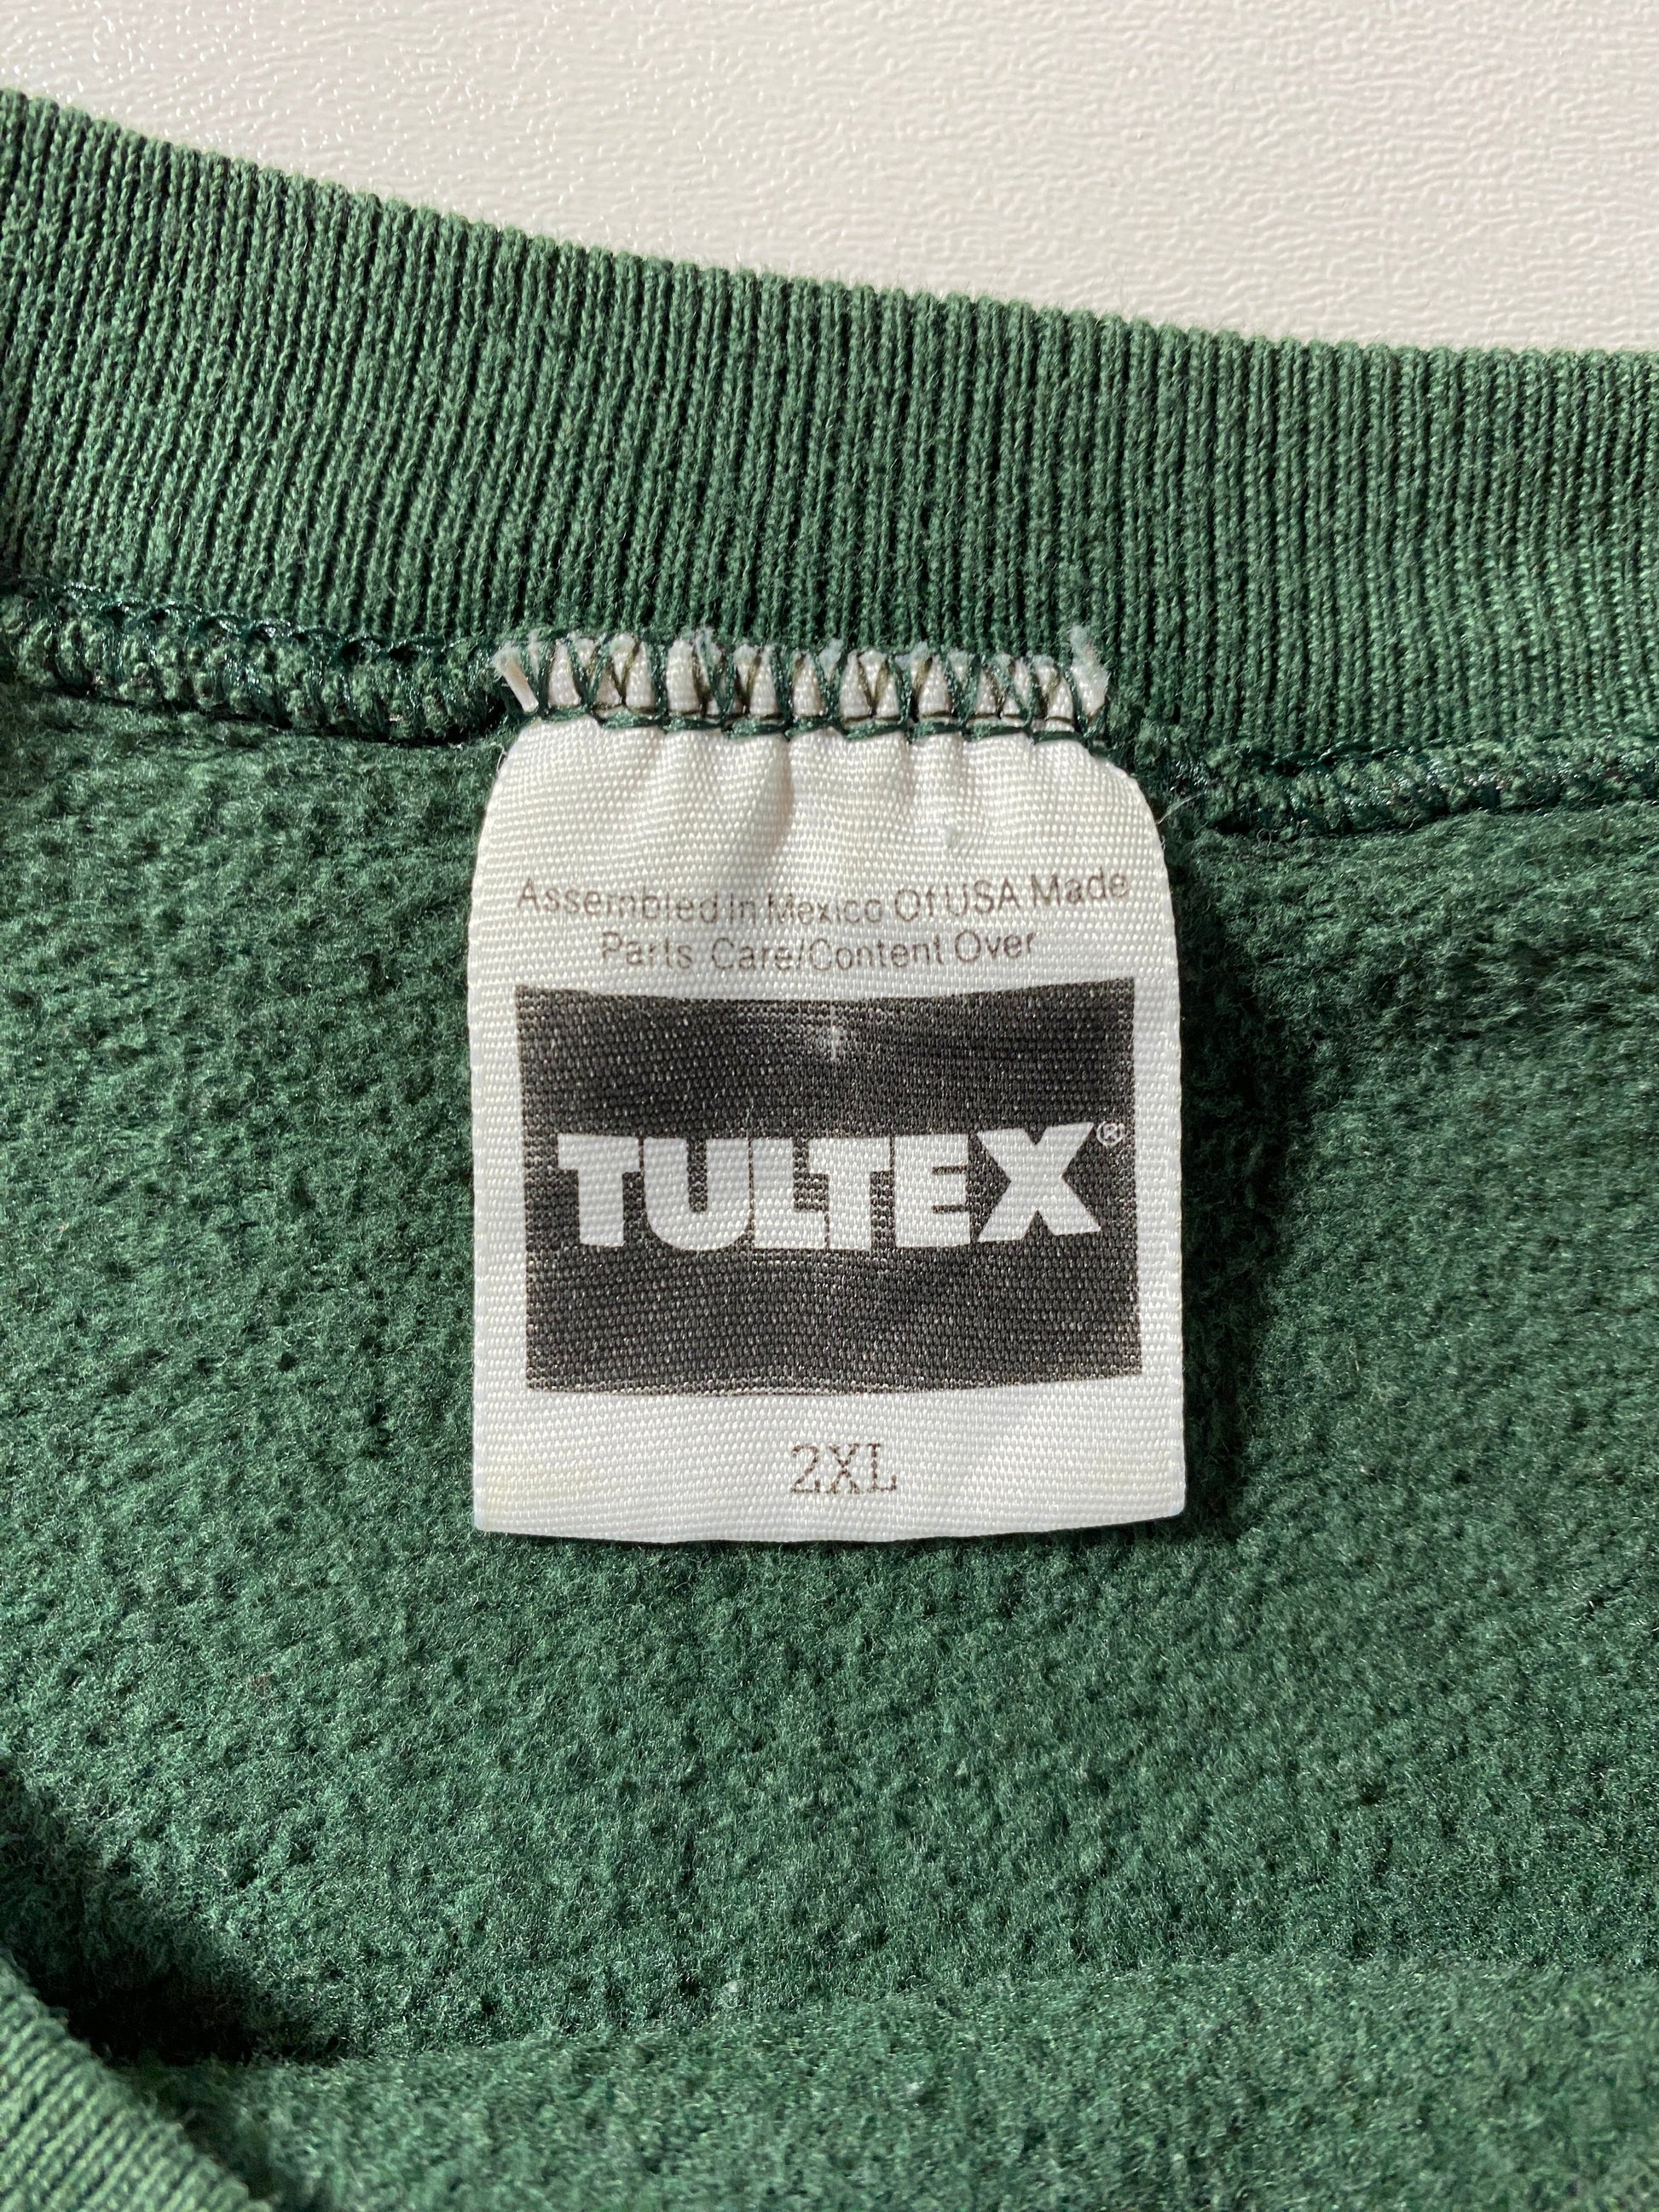 Assembled In Mexico Of USA Made
Parts Care/Content Over
TULTEX®
2XL